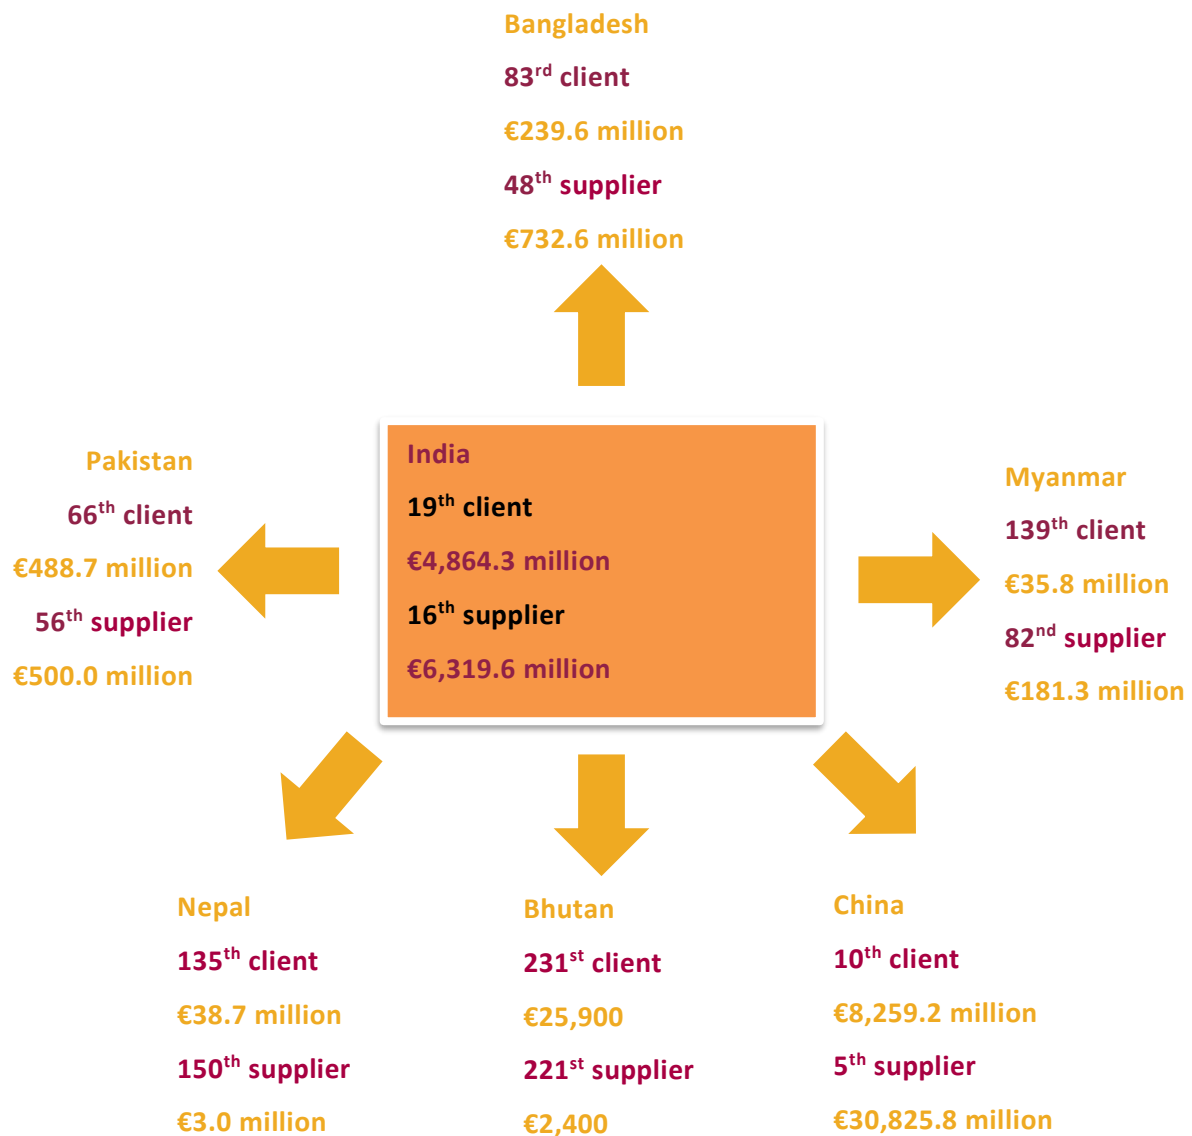 Bangladesh
83rd client
€239.6 million
48th supplier
€732.6 million
Pakistan
66th client
€488.7 million
56th supplier
€500.0 million
India
19th client
€4,864.3 million
16th supplier
€6,319.6 million
Myanmar
139th client
€35.8 million
82nd supplier
€181.3 million
Nepal
135th client
€38.7 million
150th supplier
€3.0 million
Bhutan
231st client
€25,900
221st supplier
€2,400
China
10th client
€8,259.2 million
5th supplier
€30,825.8 million